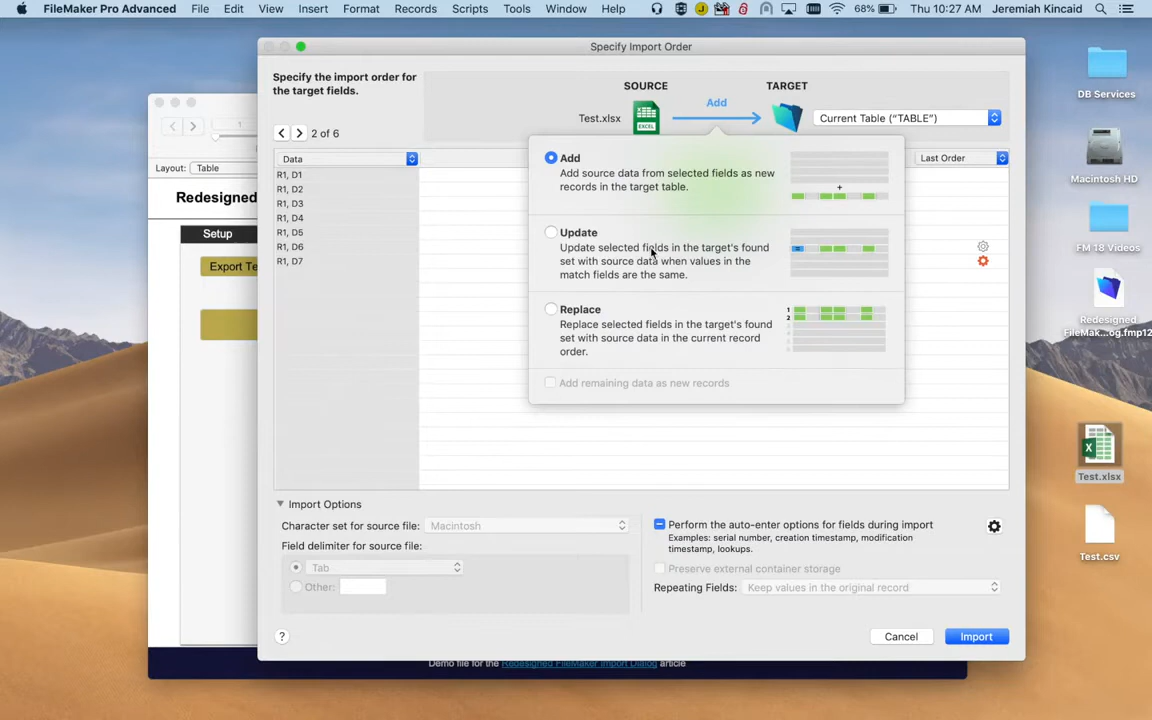 FileMaker Pro Advanced File Edit View Insert Format Records Scripts Tools Window Help 68% Thu 10:27 AM Jeremiah Kincaid
Specify Import Order
Specify the import order for
the target fields.
SOURCE TARGET
Test.xlsx EXCEL Add Current Table ("TABLE")
2 of 6
Data Last Order
R1, D1
R1, D2
R1, D3
R1, D4
R1, D5
R1, D6
R1, D7
Add
Add source data from selected fields as new
records in the target table.
Update
Update selected fields in the target's found
set with source data when values in the
match fields are the same.
Replace
Replace selected fields in the target's found
set with source data in the current record
order.
1
2
Add remaining data as new records
Import Options
Character set for source file: Macintosh
Field delimiter for source file:
Tab
Other:
Perform the auto-enter options for fields during import
Examples: serial number, creation timestamp, modification
timestamp, lookups.
Preserve external container storage
Repeating Fields: Keep values in the original record
? Cancel Import
1
Layout: Table
Redesigned
Setup
Export Te
Demo file for the Redesigned FileMaker Import Dialog article
DB Services
Macintosh HD
FM 18 Videos
Redesigned
FileMak...og.fmp12
Test.xlsx
Test.csv